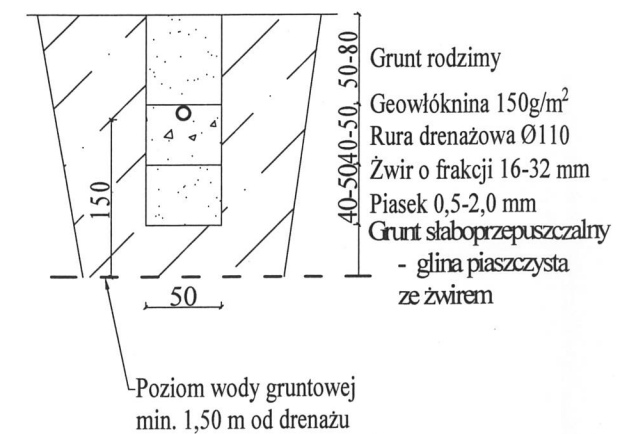 50-80
Grunt rodzimy
Geowłóknina 150g/m²
40-50
Rura drenażowa Ø110
Żwir o frakcji 16-32 mm
40-50
Piasek 0,5-2,0 mm
Grunt słaboprzepuszczalny
- glina piaszczysta
ze żwirem
150
50
Poziom wody gruntowej
min. 1,50 m od drenażu